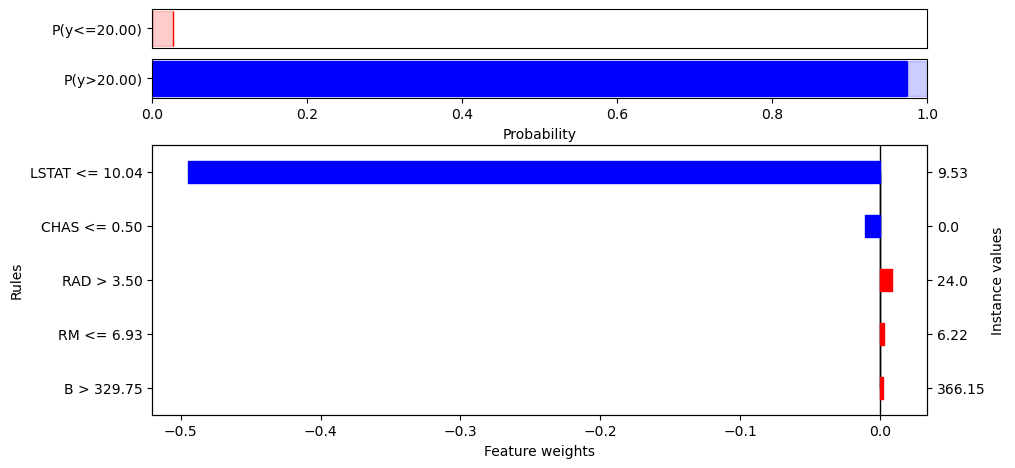 P(y<=20.00)
P(y>20.00)
0.0 0.2 0.4 0.6 0.8 1.0
Probability
LSTAT <= 10.04 9.53
CHAS <= 0.50 0.0
RAD > 3.50 24.0
RM <= 6.93 6.22
B > 329.75 366.15
Rules
Instance values
−0.5 −0.4 −0.3 −0.2 −0.1 0.0
Feature weights